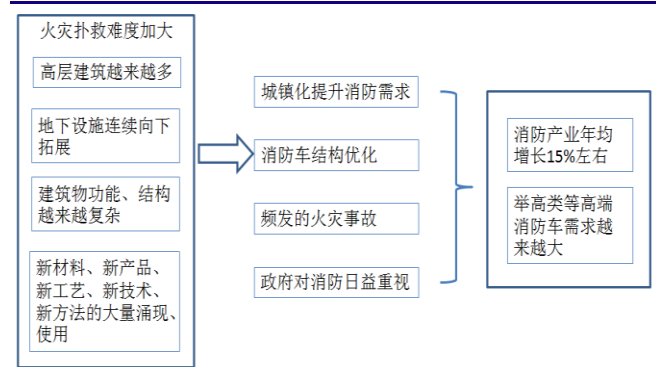 火灾扑救难度加大
高层建筑越来越多
地下设施连续向下
拓展
建筑物功能、结构
越来越复杂
新材料、新产品、
新工艺、新技术、
新方法的大量涌现、
使用
城镇化提升消防需求
消防车结构优化
频发的火灾事故
政府对消防日益重视
消防产业年均
增长15%左右
举高类等高端
消防车需求越
来越大